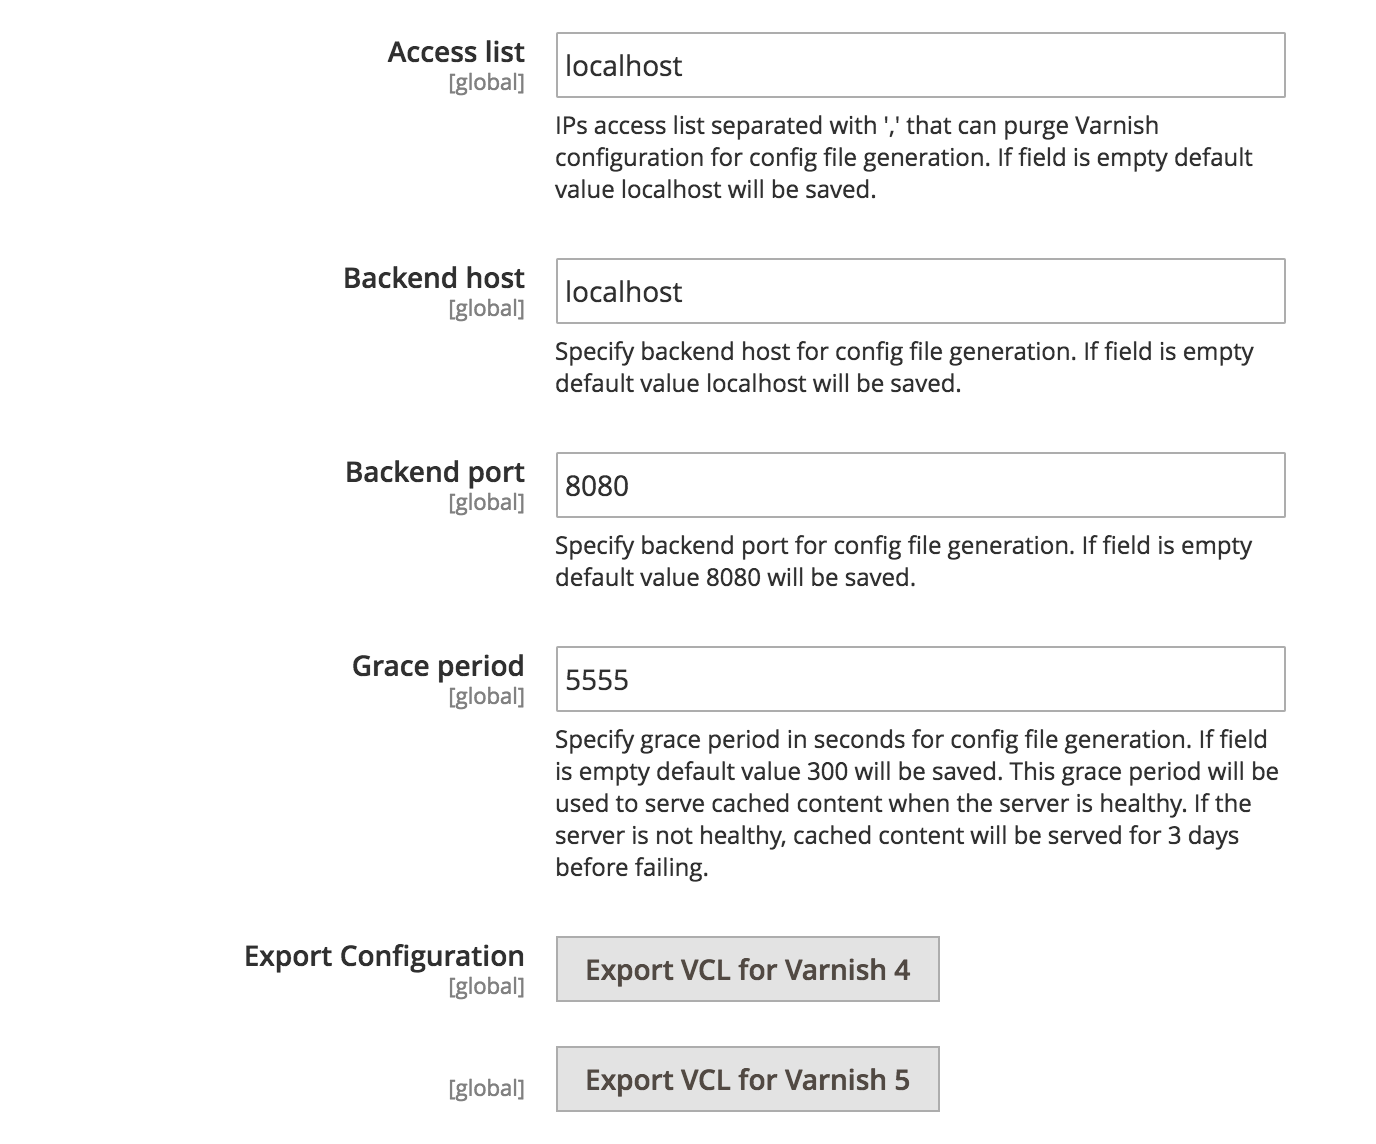 Access list
[global]
localhost
IPs access list separated with ',' that can purge Varnish
configuration for config file generation. If field is empty default
value localhost will be saved.
Backend host
[global]
localhost
Specify backend host for config file generation. If field is empty
default value localhost will be saved.
Backend port
[global]
8080
Specify backend port for config file generation. If field is empty
default value 8080 will be saved.
Grace period
[global]
5555
Specify grace period in seconds for config file generation. If field
is empty default value 300 will be saved. This grace period will be
used to serve cached content when the server is healthy. If the
server is not healthy, cached content will be served for 3 days
before failing.
Export Configuration
[global]
Export VCL for Varnish 4
[global]
Export VCL for Varnish 5